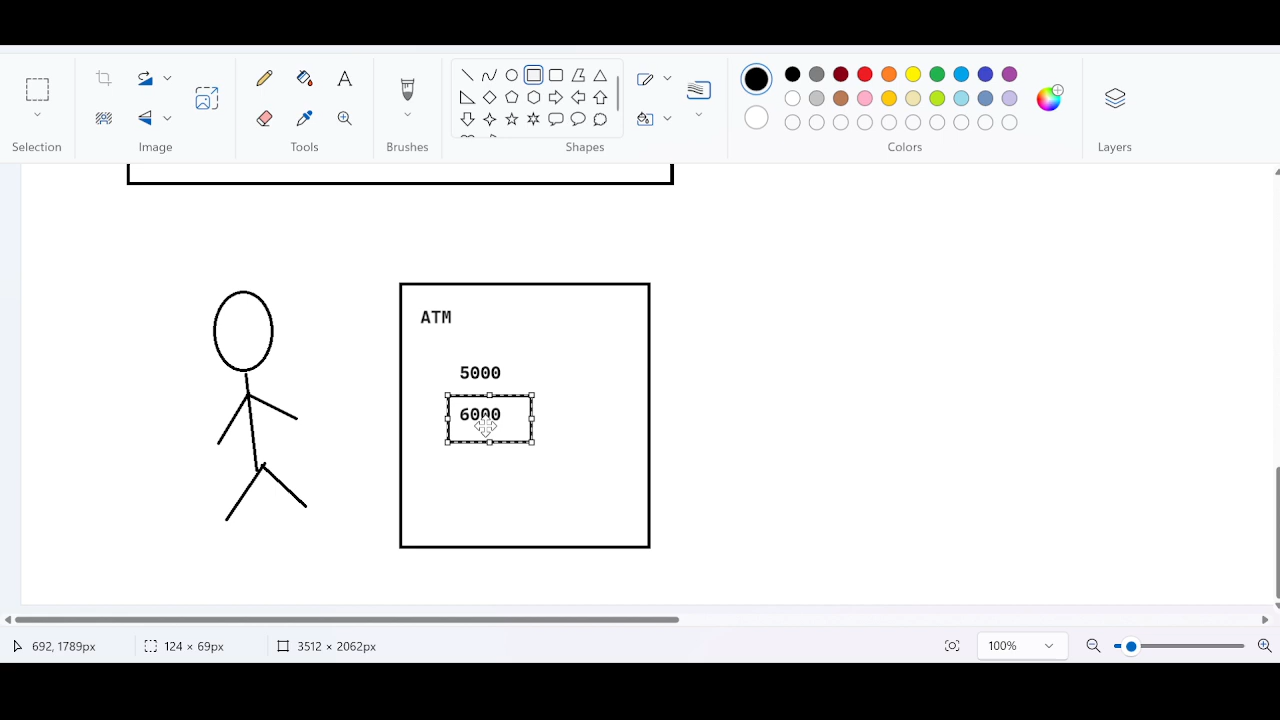 Selection
Image
Tools
Brushes
Shapes
Colors
Layers
ATM
5000
6000
692, 1789px
124 × 69px
3512 × 2062px
100%